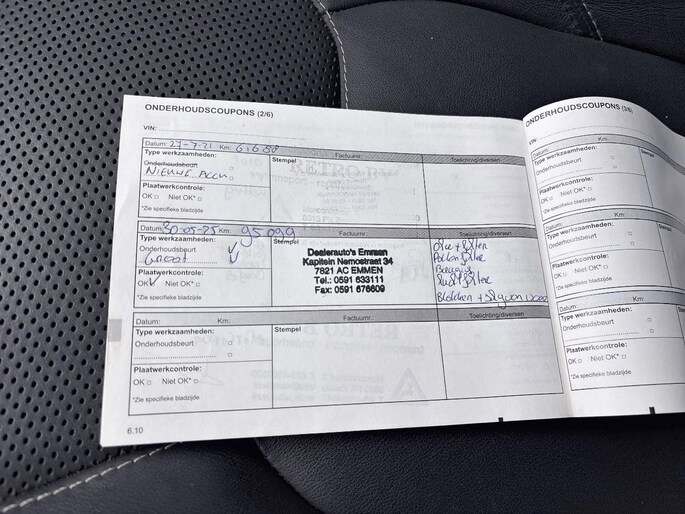 ONDERHOUDSCOUPONS (2/6)
VIN:
Datum: 27-7-21 Km: 61688 Factuurnr.:
Type werkzaamheden: Stempel Toelichting/diversen
Onderhoudsbeurt
NIEUWE ACCU
Plaatwerkcontrole:
OK Niet OK*
*Zie specifieke bladzijde
Datum: 30-05-25 Km: 95099 Factuurnr.: Toelichting/diversen
Type werkzaamheden: Stempel
Onderhoudsbeurt
Groot
Plaatwerkcontrole:
OK Niet OK*
*Zie specifieke bladzijde
Dealerauto's Emmen
Kapitein Nemostraat 34
7821 AC EMMEN
Tel.: 0591 633111
Fax: 0591 676609
Olie + filter
Pollenfilter
Bougies
Luchtfilter
Blokken +
Datum: Km: Factuurnr.: Toelichting/diversen
Type werkzaamheden: Stempel
Onderhoudsbeurt
Plaatwerkcontrole:
OK Niet OK*
*Zie specifieke bladzijde
6.10
ONDERHOUDSCOUPONS (3/6)
VIN:
Datum: Km:
Type werkzaamheden: Stempel
Onderhoudsbeurt
Plaatwerkcontrole:
OK Niet OK*
*Zie specifieke bladzijde
Datum: Km:
Type werkzaamheden: Stempel
Onderhoudsbeurt
Plaatwerkcontrole:
OK Niet OK*
*Zie specifieke bladzijde
Datum: Km:
Type werkzaamheden: Stempel
Onderhoudsbeurt
Plaatwerkcontrole:
OK Niet OK*
*Zie specifieke bladzijde